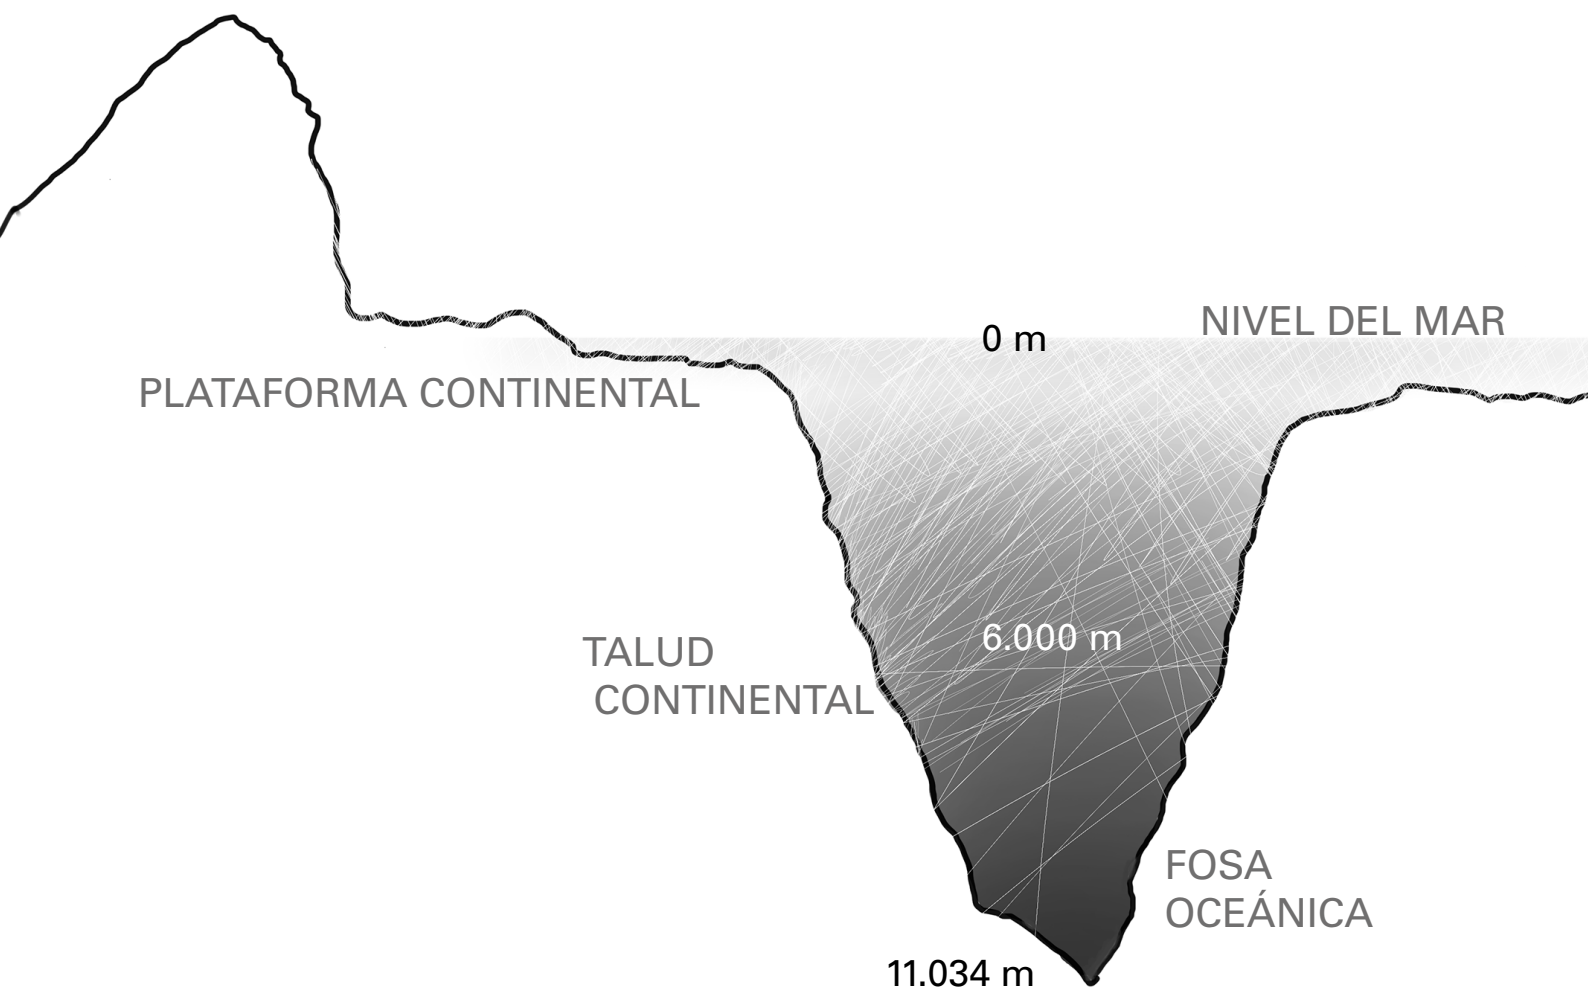 NIVEL DEL MAR
0 m
PLATAFORMA CONTINENTAL
6.000 m
TALUD
CONTINENTAL
FOSA
OCEÁNICA
11.034 m